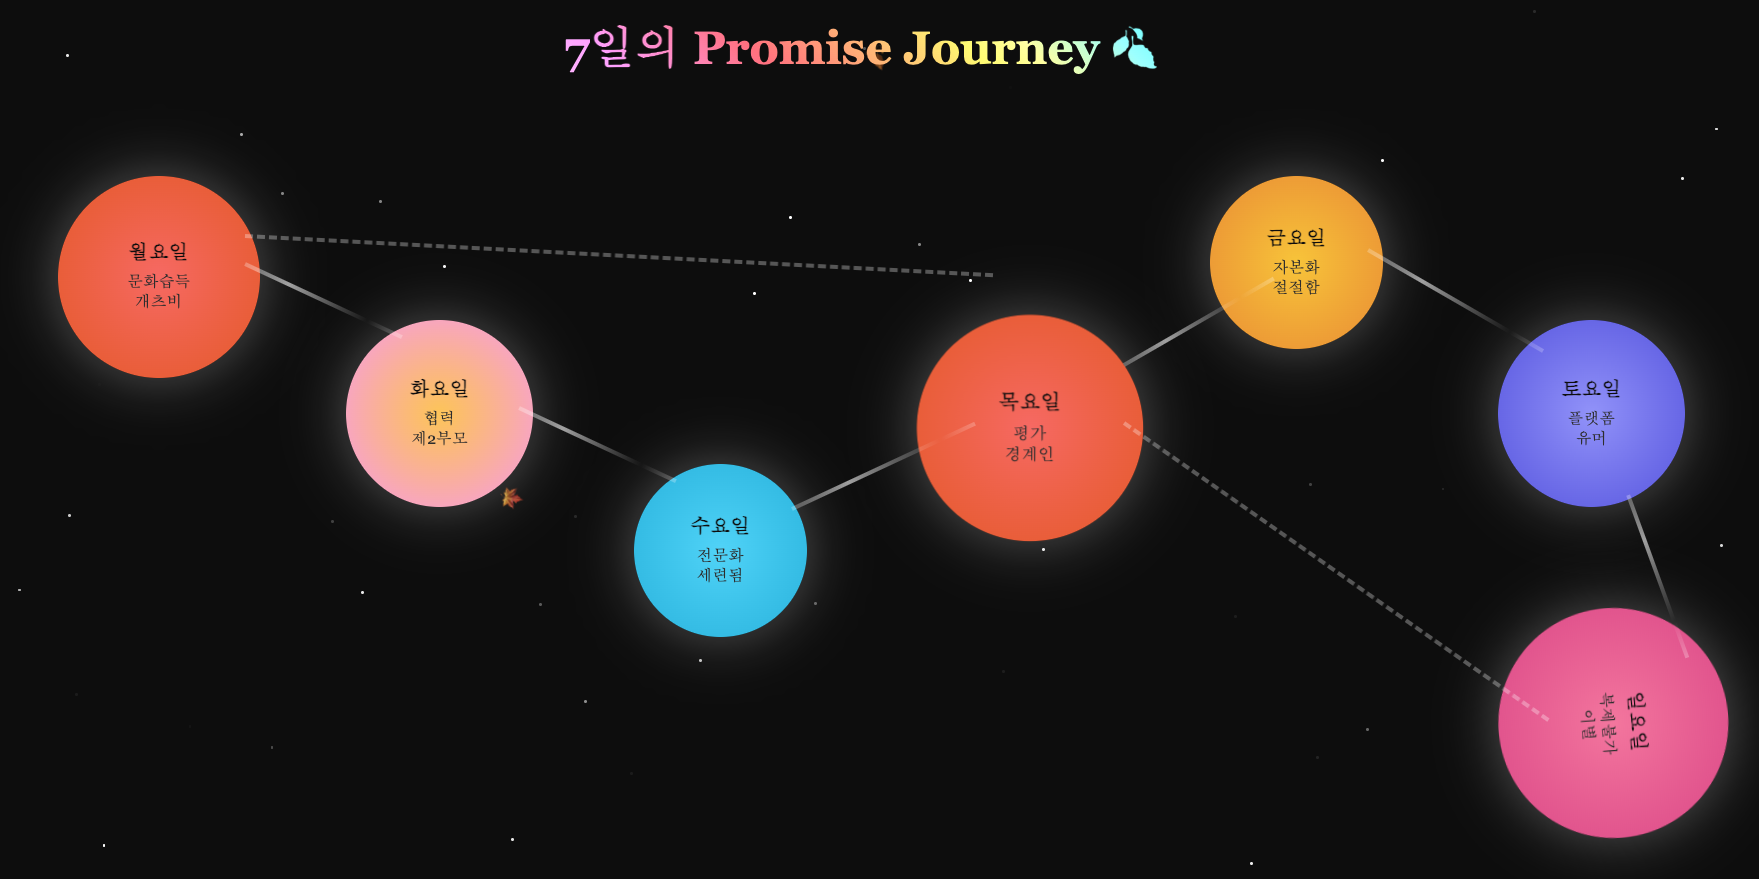 7일의 Promise Journey
월요일
문화습득
개츠비
화요일
협력
제2부모
수요일
전문화
세련됨
목요일
평가
경계인
금요일
자본화
절절함
토요일
플랫폼
유머
일요일
복제불가
이별